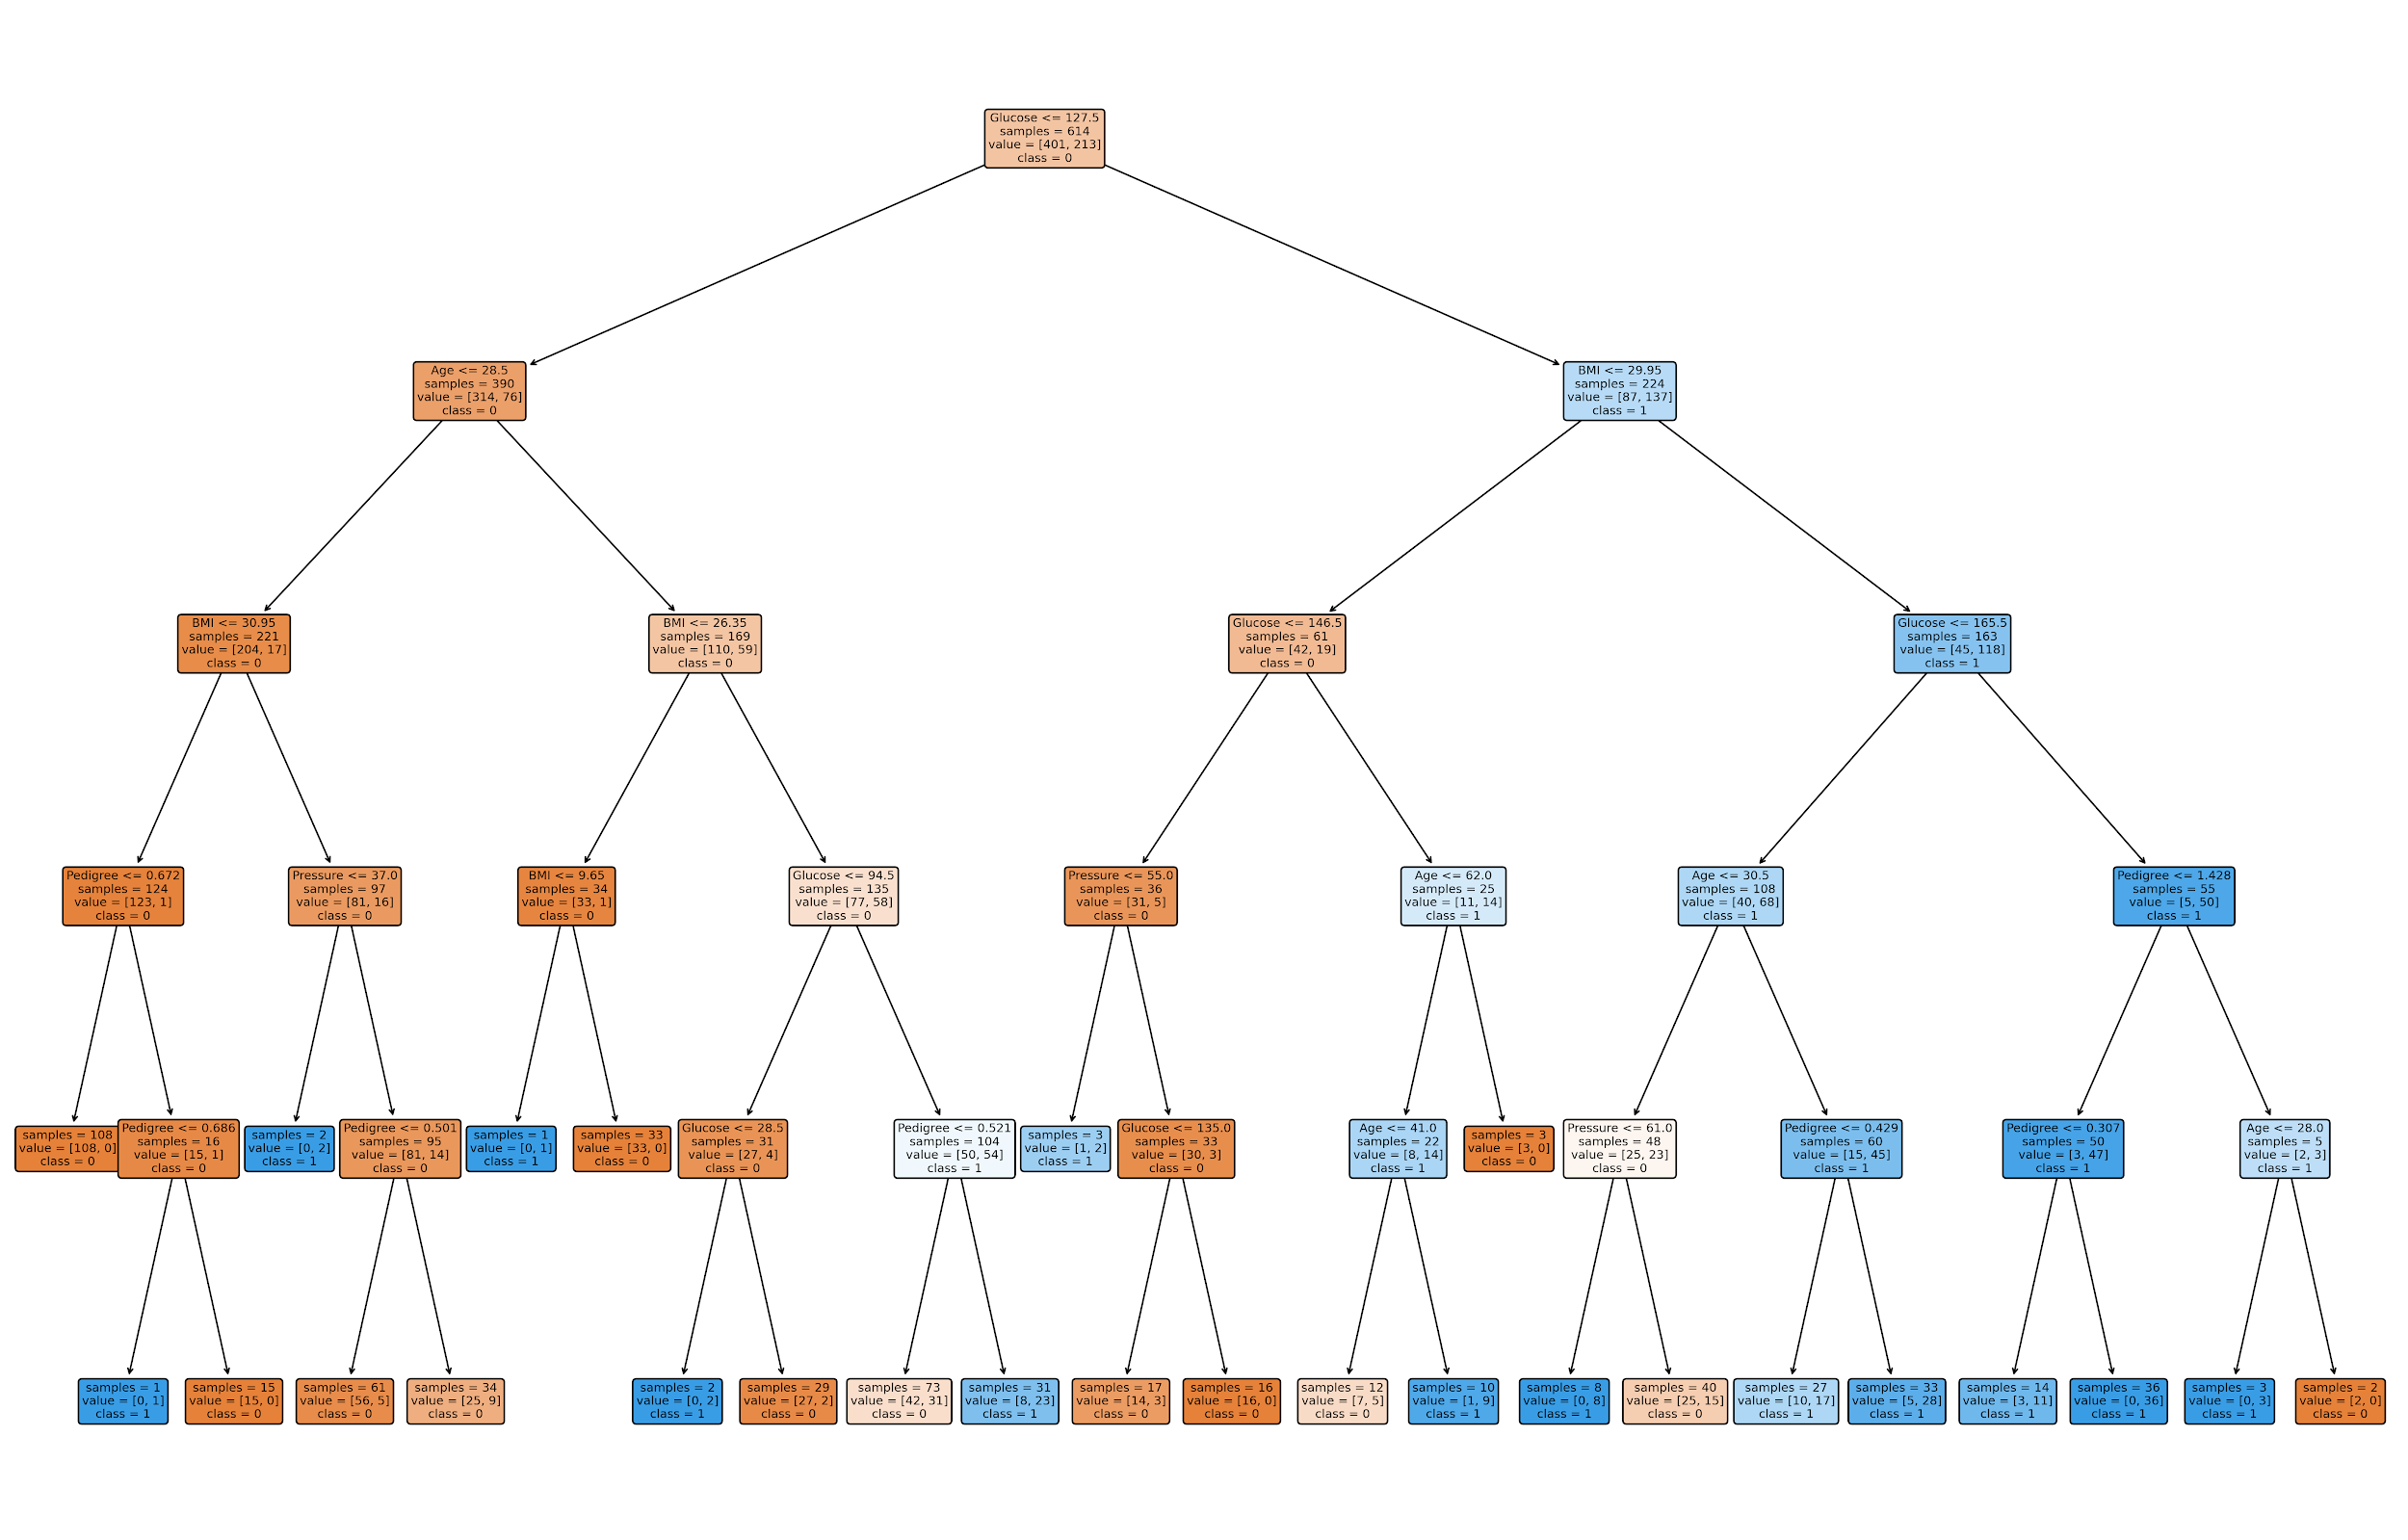 Glucose <= 127.5
samples = 614
value = [401, 213]
class = 0
Age <= 28.5
samples = 390
value = [314, 76]
class = 0
BMI <= 29.95
samples = 224
value = [87, 137]
class = 1
BMI <= 30.95
samples = 221
value = [204, 17]
class = 0
BMI <= 26.35
samples = 169
value = [110, 59]
class = 0
Glucose <= 146.5
samples = 61
value = [42, 19]
class = 0
Glucose <= 165.5
samples = 163
value = [45, 118]
class = 1
Pedigree <= 0.672
samples = 124
value = [123, 1]
class = 0
Pressure <= 37.0
samples = 97
value = [81, 16]
class = 0
BMI <= 9.65
samples = 34
value = [33, 1]
class = 0
Glucose <= 94.5
samples = 135
value = [77, 58]
class = 0
Pressure <= 55.0
samples = 36
value = [31, 5]
class = 0
Age <= 62.0
samples = 25
value = [11, 14]
class = 1
Age <= 30.5
samples = 108
value = [40, 68]
class = 1
Pedigree <= 1.428
samples = 55
value = [5, 50]
class = 1
samples = 108
value = [108, 0]
class = 0
Pedigree <= 0.686
samples = 16
value = [15, 1]
class = 0
samples = 2
value = [0, 2]
class = 1
Pedigree <= 0.501
samples = 95
value = [81, 14]
class = 0
samples = 1
value = [0, 1]
class = 1
samples = 33
value = [33, 0]
class = 0
Glucose <= 28.5
samples = 31
value = [27, 4]
class = 0
Pedigree <= 0.521
samples = 104
value = [50, 54]
class = 1
samples = 3
value = [1, 2]
class = 1
Glucose <= 135.0
samples = 33
value = [30, 3]
class = 0
Age <= 41.0
samples = 22
value = [8, 14]
class = 1
samples = 3
value = [3, 0]
class = 0
Pressure <= 61.0
samples = 48
value = [25, 23]
class = 0
Pedigree <= 0.429
samples = 60
value = [15, 45]
class = 1
Pedigree <= 0.307
samples = 50
value = [3, 47]
class = 1
Age <= 28.0
samples = 5
value = [2, 3]
class = 1
samples = 1
value = [0, 1]
class = 1
samples = 15
value = [15, 0]
class = 0
samples = 61
value = [56, 5]
class = 0
samples = 34
value = [25, 9]
class = 0
samples = 2
value = [0, 2]
class = 1
samples = 29
value = [27, 2]
class = 0
samples = 73
value = [42, 31]
class = 0
samples = 31
value = [8, 23]
class = 1
samples = 17
value = [14, 3]
class = 0
samples = 16
value = [16, 0]
class = 0
samples = 12
value = [7, 5]
class = 0
samples = 10
value = [1, 9]
class = 1
samples = 8
value = [0, 8]
class = 1
samples = 40
value = [25, 15]
class = 0
samples = 27
value = [10, 17]
class = 1
samples = 33
value = [5, 28]
class = 1
samples = 14
value = [3, 11]
class = 1
samples = 36
value = [0, 36]
class = 1
samples = 3
value = [0, 3]
class = 1
samples = 2
value = [2, 0]
class = 0